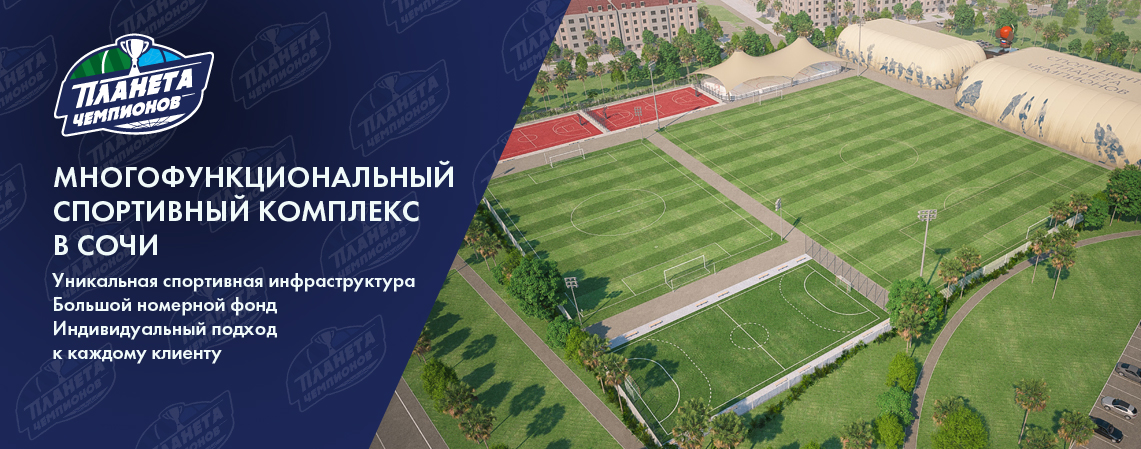 ПЛАНЕТА
ЧЕМПИОНОВ
МНОГОФУНКЦИОНАЛЬНЫЙ
СПОРТИВНЫЙ КОМПЛЕКС
В СОЧИ
Уникальная спортивная инфраструктура
Большой номерной фонд
Индивидуальный подход
к каждому клиенту